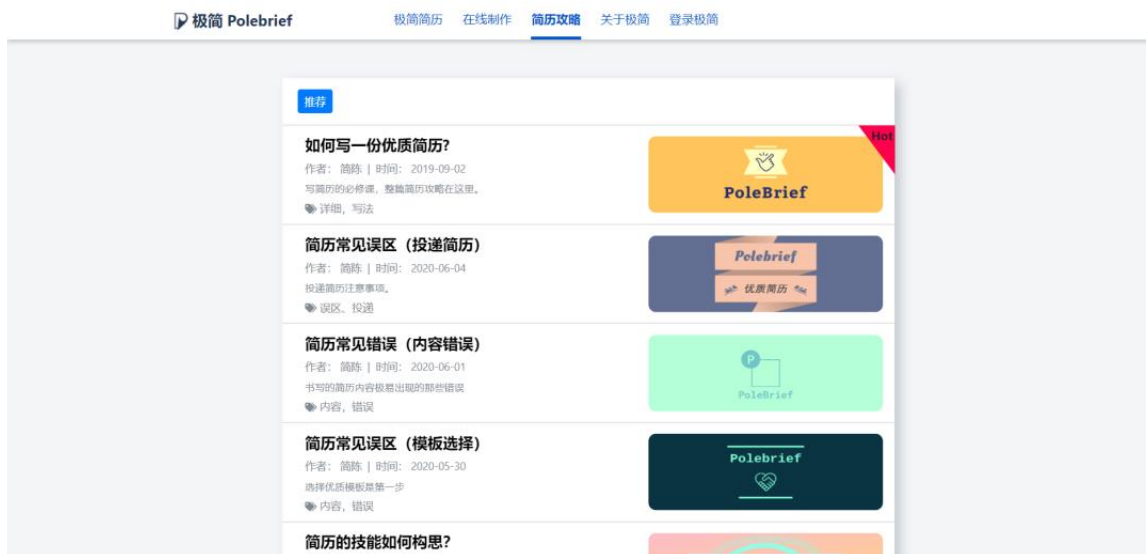 极简 Polebrief
极简简历 在线制作 简历攻略 关于极简 登录极简
推荐
如何写一份优质简历?
作者： 简陈 | 时间： 2019-09-02
写简历的必修课，整篇简历攻略在这里。
详细，写法
Hot
PoleBrief
简历常见误区（投递简历）
作者： 简陈 | 时间： 2020-06-04
投递简历注意事项。
误区、投递
Polebrief
优质简历
简历常见错误（内容错误）
作者： 简陈 | 时间： 2020-06-01
书写的简历内容极易出现的那些错误
内容，错误
P
PoleBrief
简历常见误区（模板选择）
作者： 简陈 | 时间： 2020-05-30
选择优质模板是第一步
内容，错误
Polebrief
简历的技能如何构思?